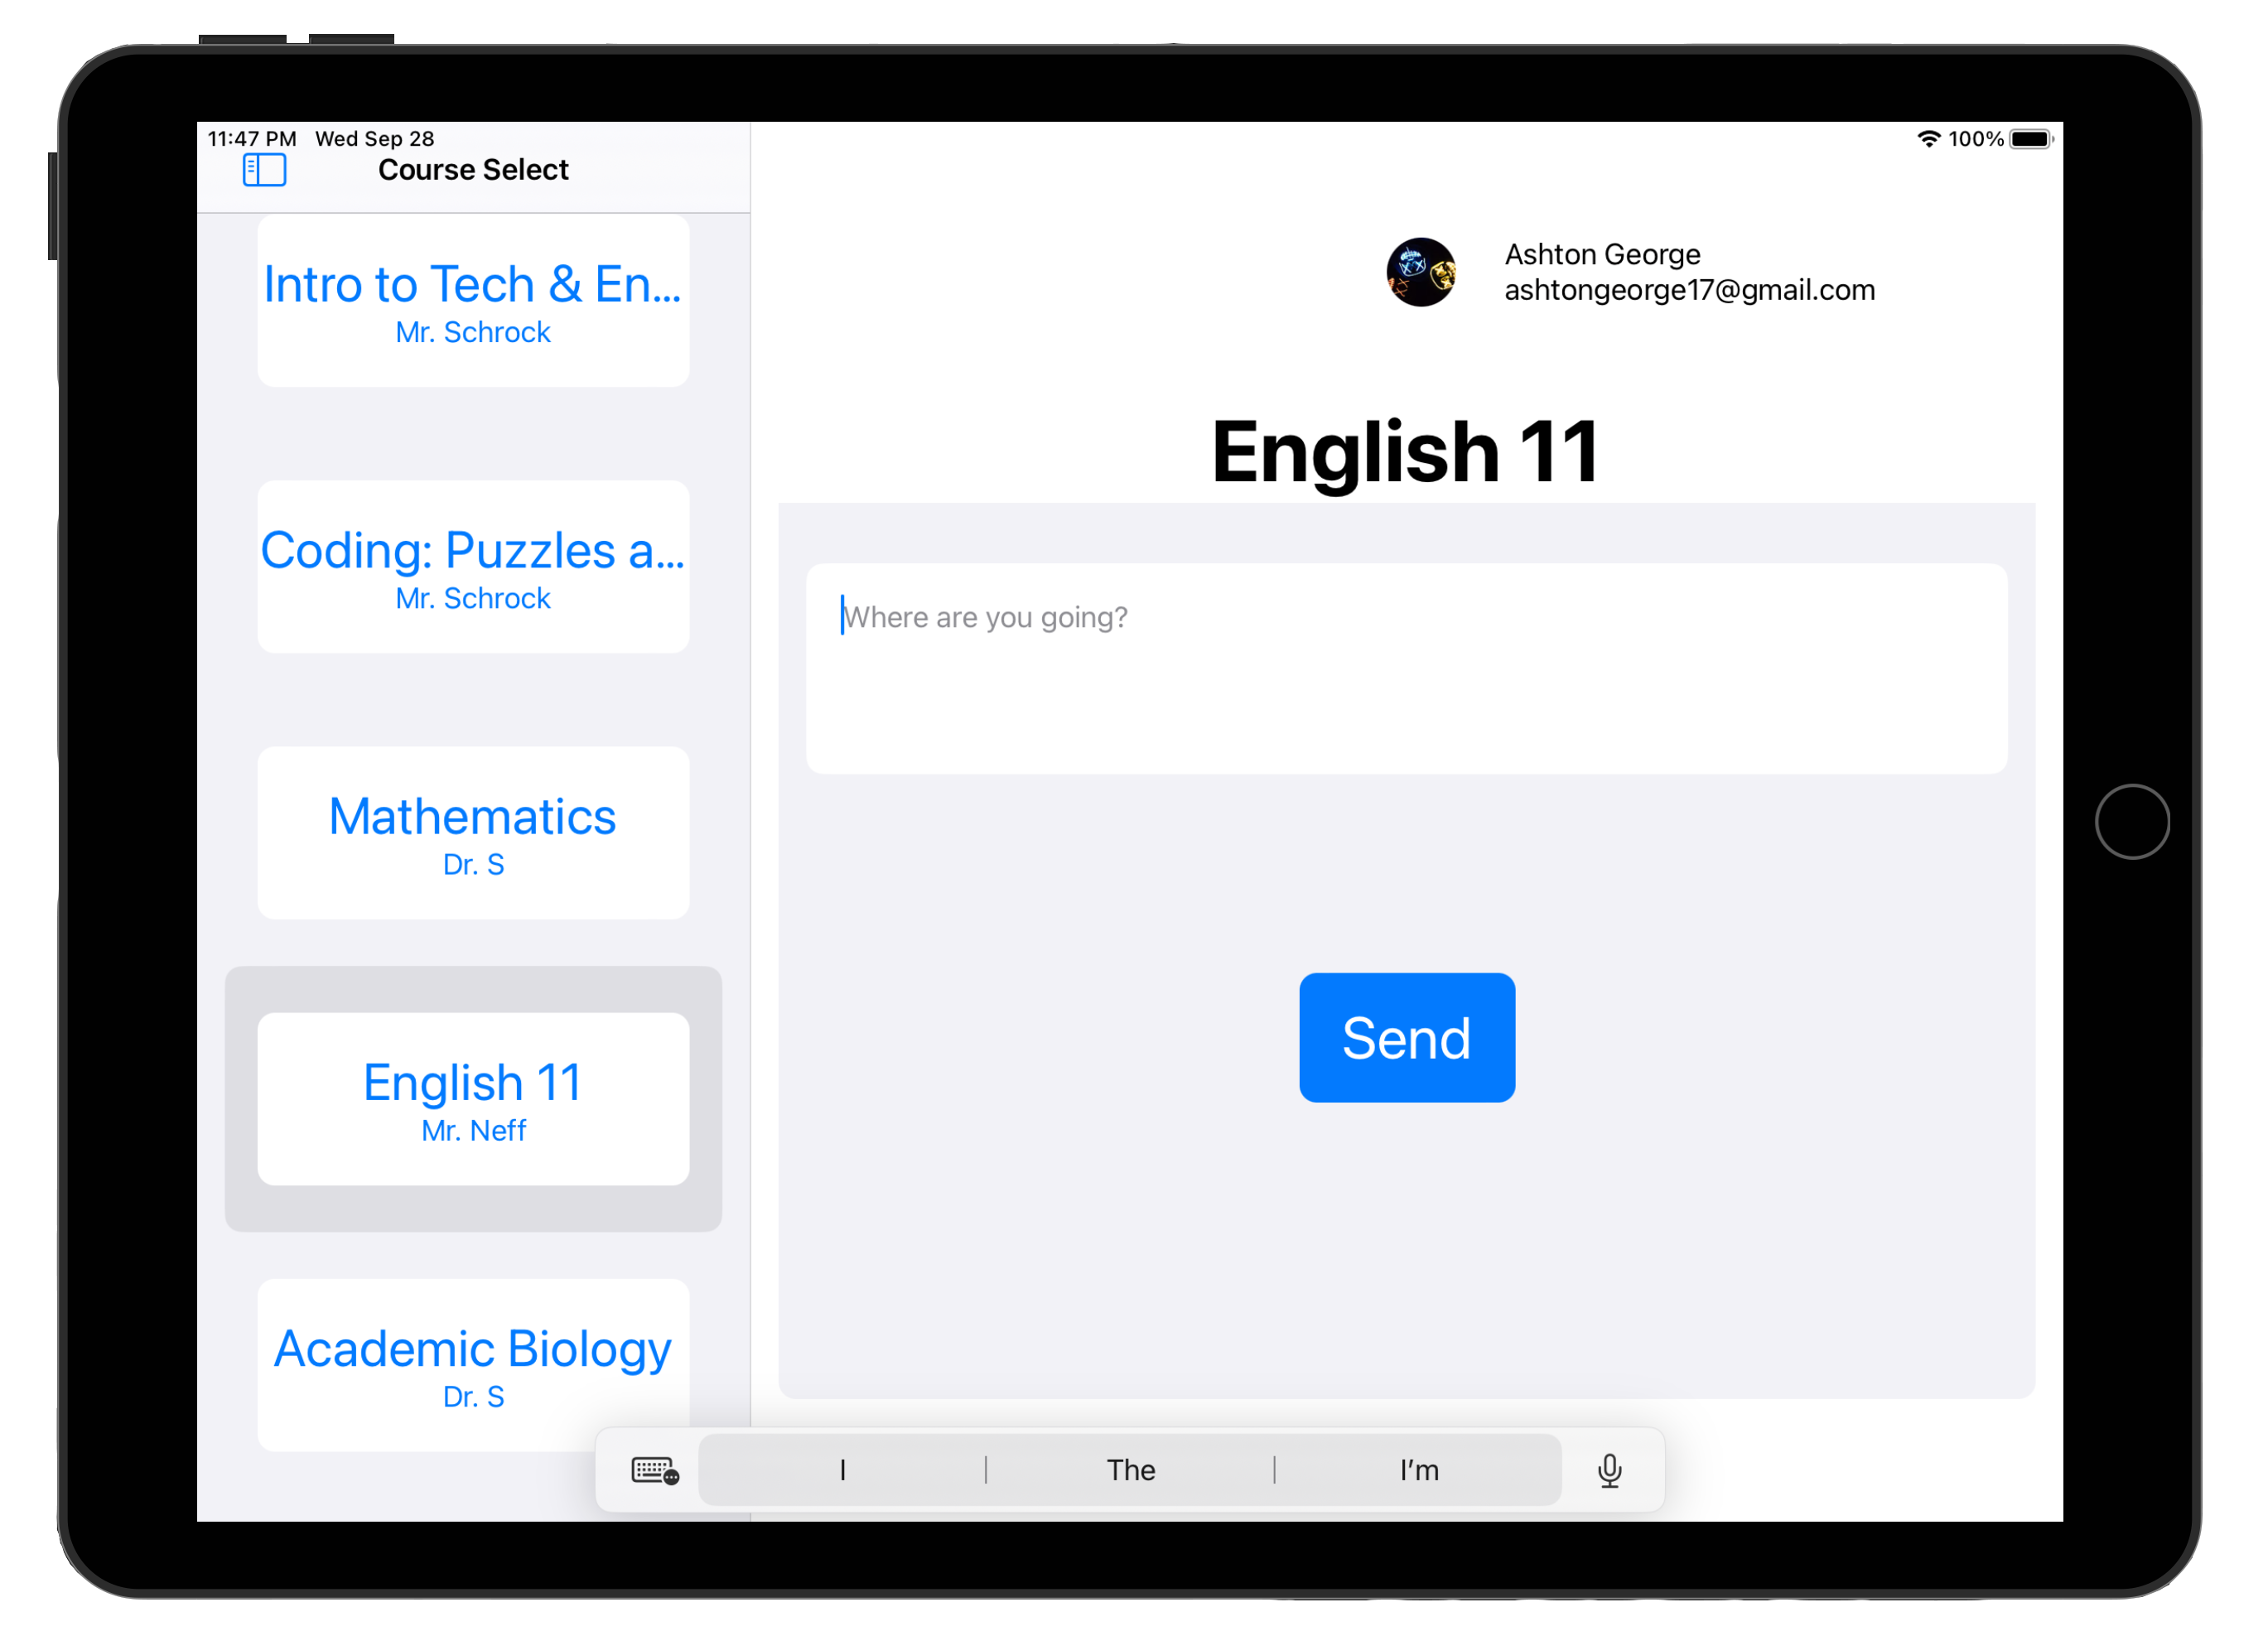 11:47 PM Wed Sep 28
100%
Course Select
Intro to Tech & En...
Mr. Schrock
Coding: Puzzles a...
Mr. Schrock
Mathematics
Dr. S
English 11
Mr. Neff
Academic Biology
Dr. S
Ashton George
ashtongeorge17@gmail.com
English 11
Where are you going?
Send
I
The
I'm